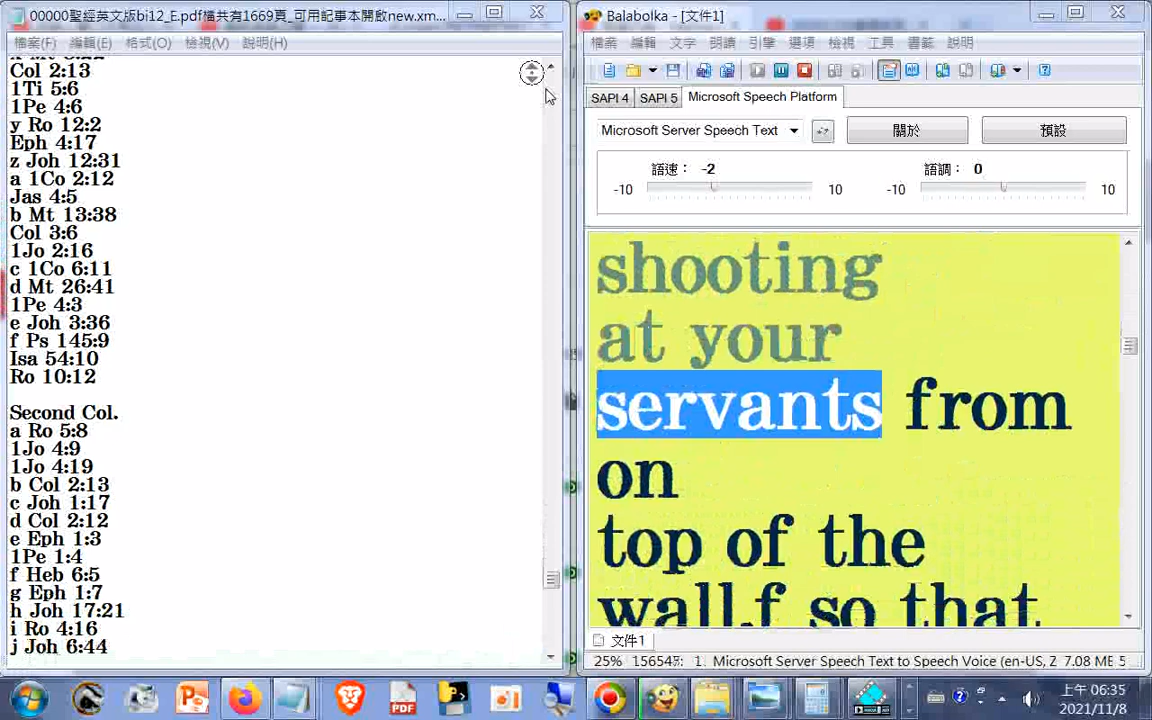 00000聖經英文版bi12_E.pdf檔共有1669頁_可用記事本開啟new.xm...
檔案(F) 編輯(E) 格式(O) 檢視(V) 說明(H)
Col 2:13
1Ti 5:6
1Pe 4:6
y Ro 12:2
Eph 4:17
z Joh 12:31
a 1Co 2:12
Jas 4:5
b Mt 13:38
Col 3:6
1Jo 2:16
c 1Co 6:11
d Mt 26:41
1Pe 4:3
e Joh 3:36
f Ps 145:9
Isa 54:10
Ro 10:12
Second Col.
a Ro 5:8
1Jo 4:9
1Jo 4:19
b Col 2:13
c Joh 1:17
d Col 2:12
e Eph 1:3
1Pe 1:4
f Heb 6:5
g Eph 1:7
h Joh 17:21
i Ro 4:16
j Joh 6:44
Balabolka - [文件1]
檔案 編輯 文字 朗讀 引擎 選項 檢視 工具 書籤 說明
SAPI 4 SAPI 5 Microsoft Speech Platform
Microsoft Server Speech Text 關於 預設
語速： -2 語調： 0
-10 10 -10 10
shooting
at your
servants from
on
top of the
wall,f so that
文件1
25% 1. Microsoft Server Speech Text to Speech Voice (en-US, 2 7.08 MB 5
上午 06:35
2021/11/8